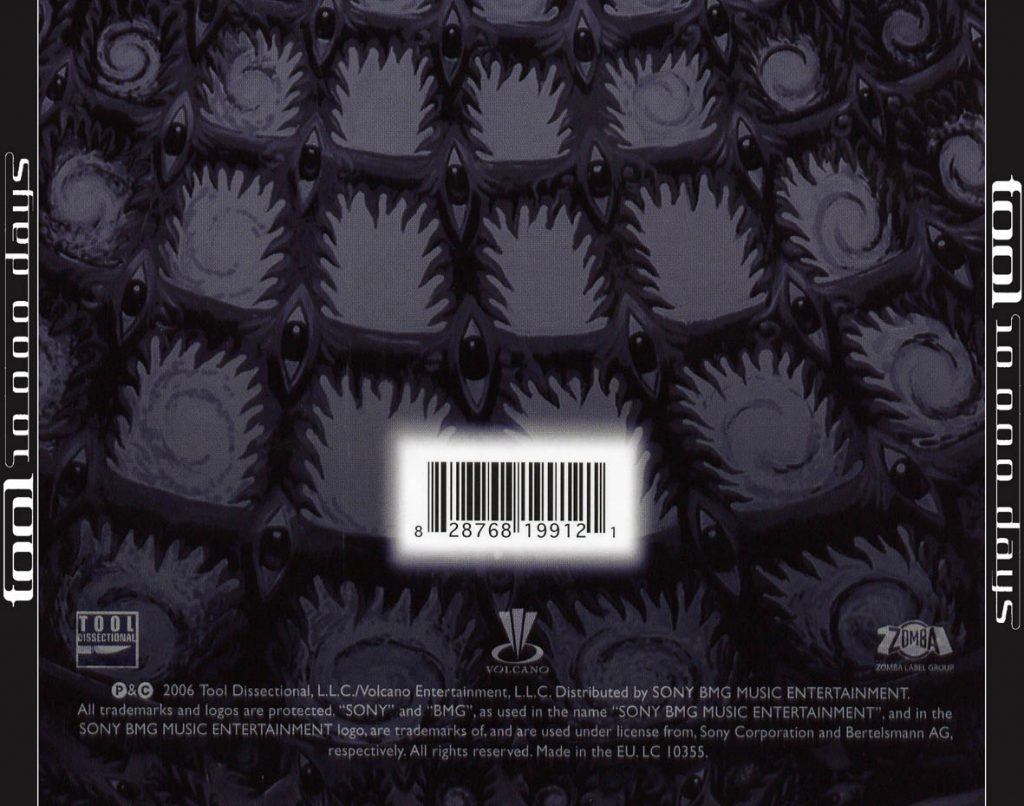 tool 10,000 days
tool 10,000 days
8 28768 19912 1
TOOL
DISSECTIONAL
VOLCANO
ZOMBA
ZOMBA LABEL GROUP
℗&© 2006 Tool Dissectional, L.L.C./Volcano Entertainment, L.L.C. Distributed by SONY BMG MUSIC ENTERTAINMENT.
All trademarks and logos are protected. “SONY” and “BMG”, as used in the name “SONY BMG MUSIC ENTERTAINMENT”, and in the
SONY BMG MUSIC ENTERTAINMENT logo, are trademarks of, and are used under license from, Sony Corporation and Bertelsmann AG,
respectively. All rights reserved. Made in the EU. LC 10355.